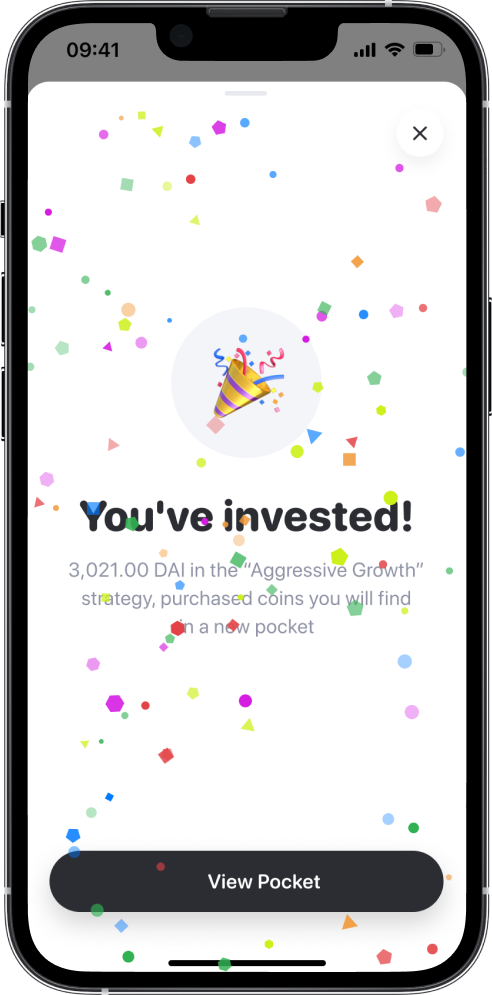 09:41
You've invested!
3,021.00 DAI in the “Aggressive Growth”
strategy, purchased coins you will find
in a new pocket
View Pocket